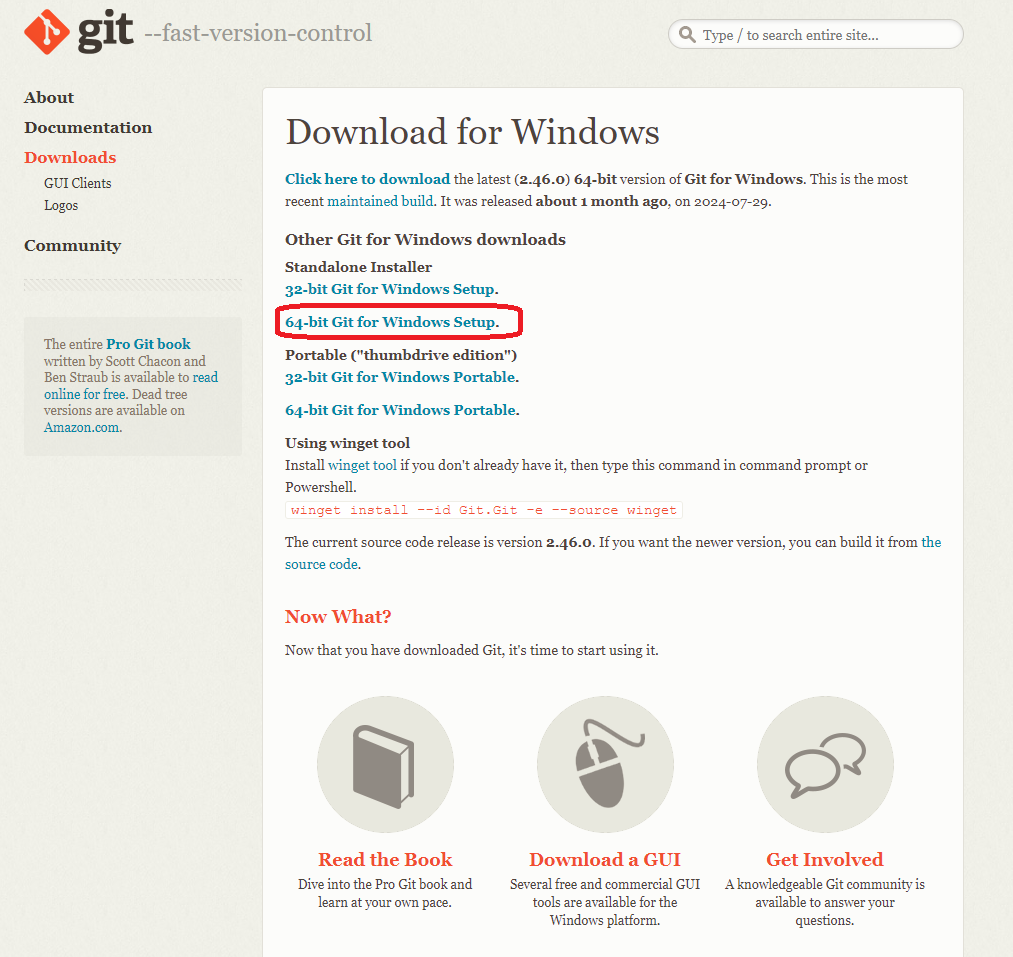 git --fast-version-control
Type / to search entire site...
About
Documentation
Downloads
GUI Clients
Logos
Community
The entire Pro Git book
written by Scott Chacon and
Ben Straub is available to read
online for free. Dead tree
versions are available on
Amazon.com.
Download for Windows
Click here to download the latest (2.46.0) 64-bit version of Git for Windows. This is the most
recent maintained build. It was released about 1 month ago, on 2024-07-29.
Other Git for Windows downloads
Standalone Installer
32-bit Git for Windows Setup.
64-bit Git for Windows Setup.
Portable ("thumbdrive edition")
32-bit Git for Windows Portable.
64-bit Git for Windows Portable.
Using winget tool
Install winget tool if you don't already have it, then type this command in command prompt or
Powershell.
winget install --id Git.Git -e --source winget
The current source code release is version 2.46.0. If you want the newer version, you can build it from the
source code.
Now What?
Now that you have downloaded Git, it's time to start using it.
Read the Book
Dive into the Pro Git book and
learn at your own pace.
Download a GUI
Several free and commercial GUI
tools are available for the
Windows platform.
Get Involved
A knowledgeable Git community is
available to answer your
questions.